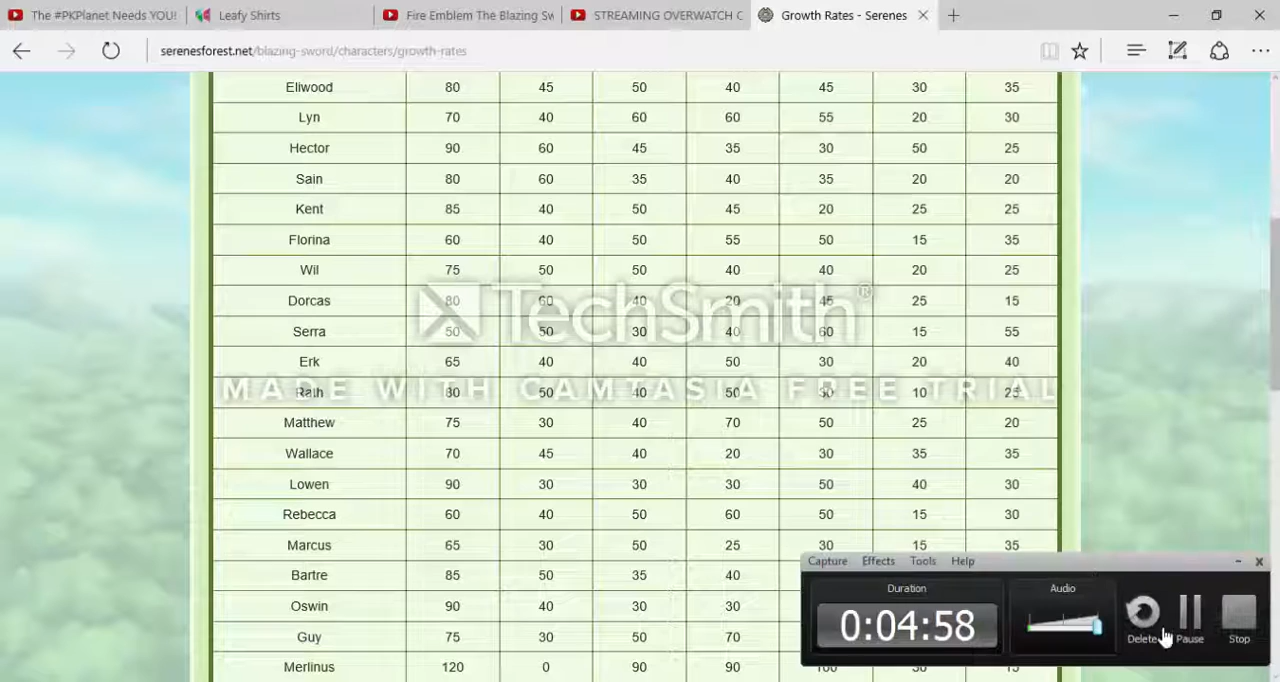 The #PKPlanet Needs YOU!
Leafy Shirts
Fire Emblem The Blazing Sw
STREAMING OVERWATCH C
Growth Rates - Serenes
serenesforest.net/blazing-sword/characters/growth-rates
Eliwood 80 45 50 40 45 30 35
Lyn 70 40 60 60 55 20 30
Hector 90 60 45 35 30 50 25
Sain 80 60 35 40 35 20 20
Kent 85 40 50 45 20 25 25
Florina 60 40 50 55 50 15 35
Wil 75 50 50 40 40 20 25
TechSmith®
Dorcas 80 60 40 20 45 25 15
Serra 50 50 30 40 60 15 55
Erk 65 40 40 50 30 20 40
MADE WITH CAMTASIA FREE TRIAL
Rath 80 50 40 50 30 10 25
Matthew 75 30 40 70 50 25 20
Wallace 70 45 40 20 30 35 35
Lowen 90 30 30 30 50 40 30
Rebecca 60 40 50 60 50 15 30
Marcus 65 30 50 25 30 15 35
Bartre 85 50 35 40
Oswin 90 40 30 30
Guy 75 30 50 70
Merlinus 120 0 90 90
Capture Effects Tools Help
Duration
Audio
0:04:58
Delete Pause Stop